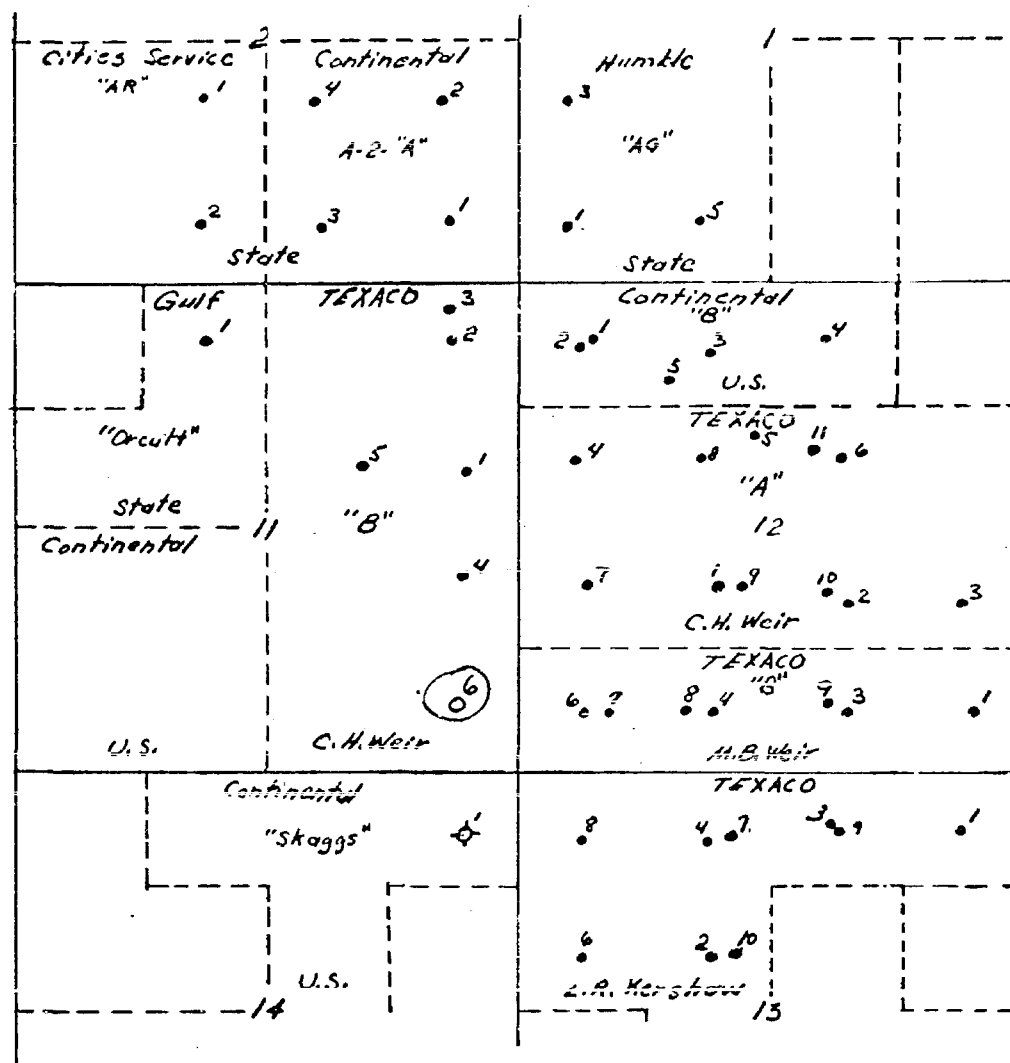 2 1
Cities Service Continental Humble
"AR" 1 4 2 3
A-2-"A" "AG"
2 3 1 1 5
State State
Gulf TEXACO 3 Continental
"B"
1 2 2 1 3 4
5
U.S.
"Orcutt" TEXACO
5 1 4 8 5 11 6
"A"
State "B" 12
11
Continental
4 7 1 9 10 2 3
C.H. Weir
TEXACO
"G"
6 6 7 8 4 9 3 1
U.S. C.H. Weir M.B. Weir
Continental TEXACO
"Skaggs" 1 8 4 7 3 9 1
6 2 10
U.S. Kershaw
14 13